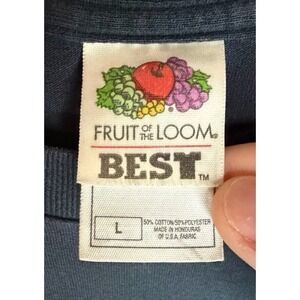 ®
FRUIT OF THE LOOM®
BEST™
L
50% COTTON/50% POLYESTER
MADE IN HONDURAS
OF U.S.A. FABRIC